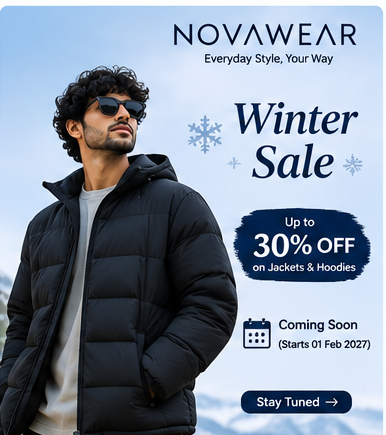 NOVAWEAR
Everyday Style, Your Way
Winter
Sale
Up to
30% OFF
on Jackets & Hoodies
Coming Soon
(Starts 01 Feb 2027)
Stay Tuned →